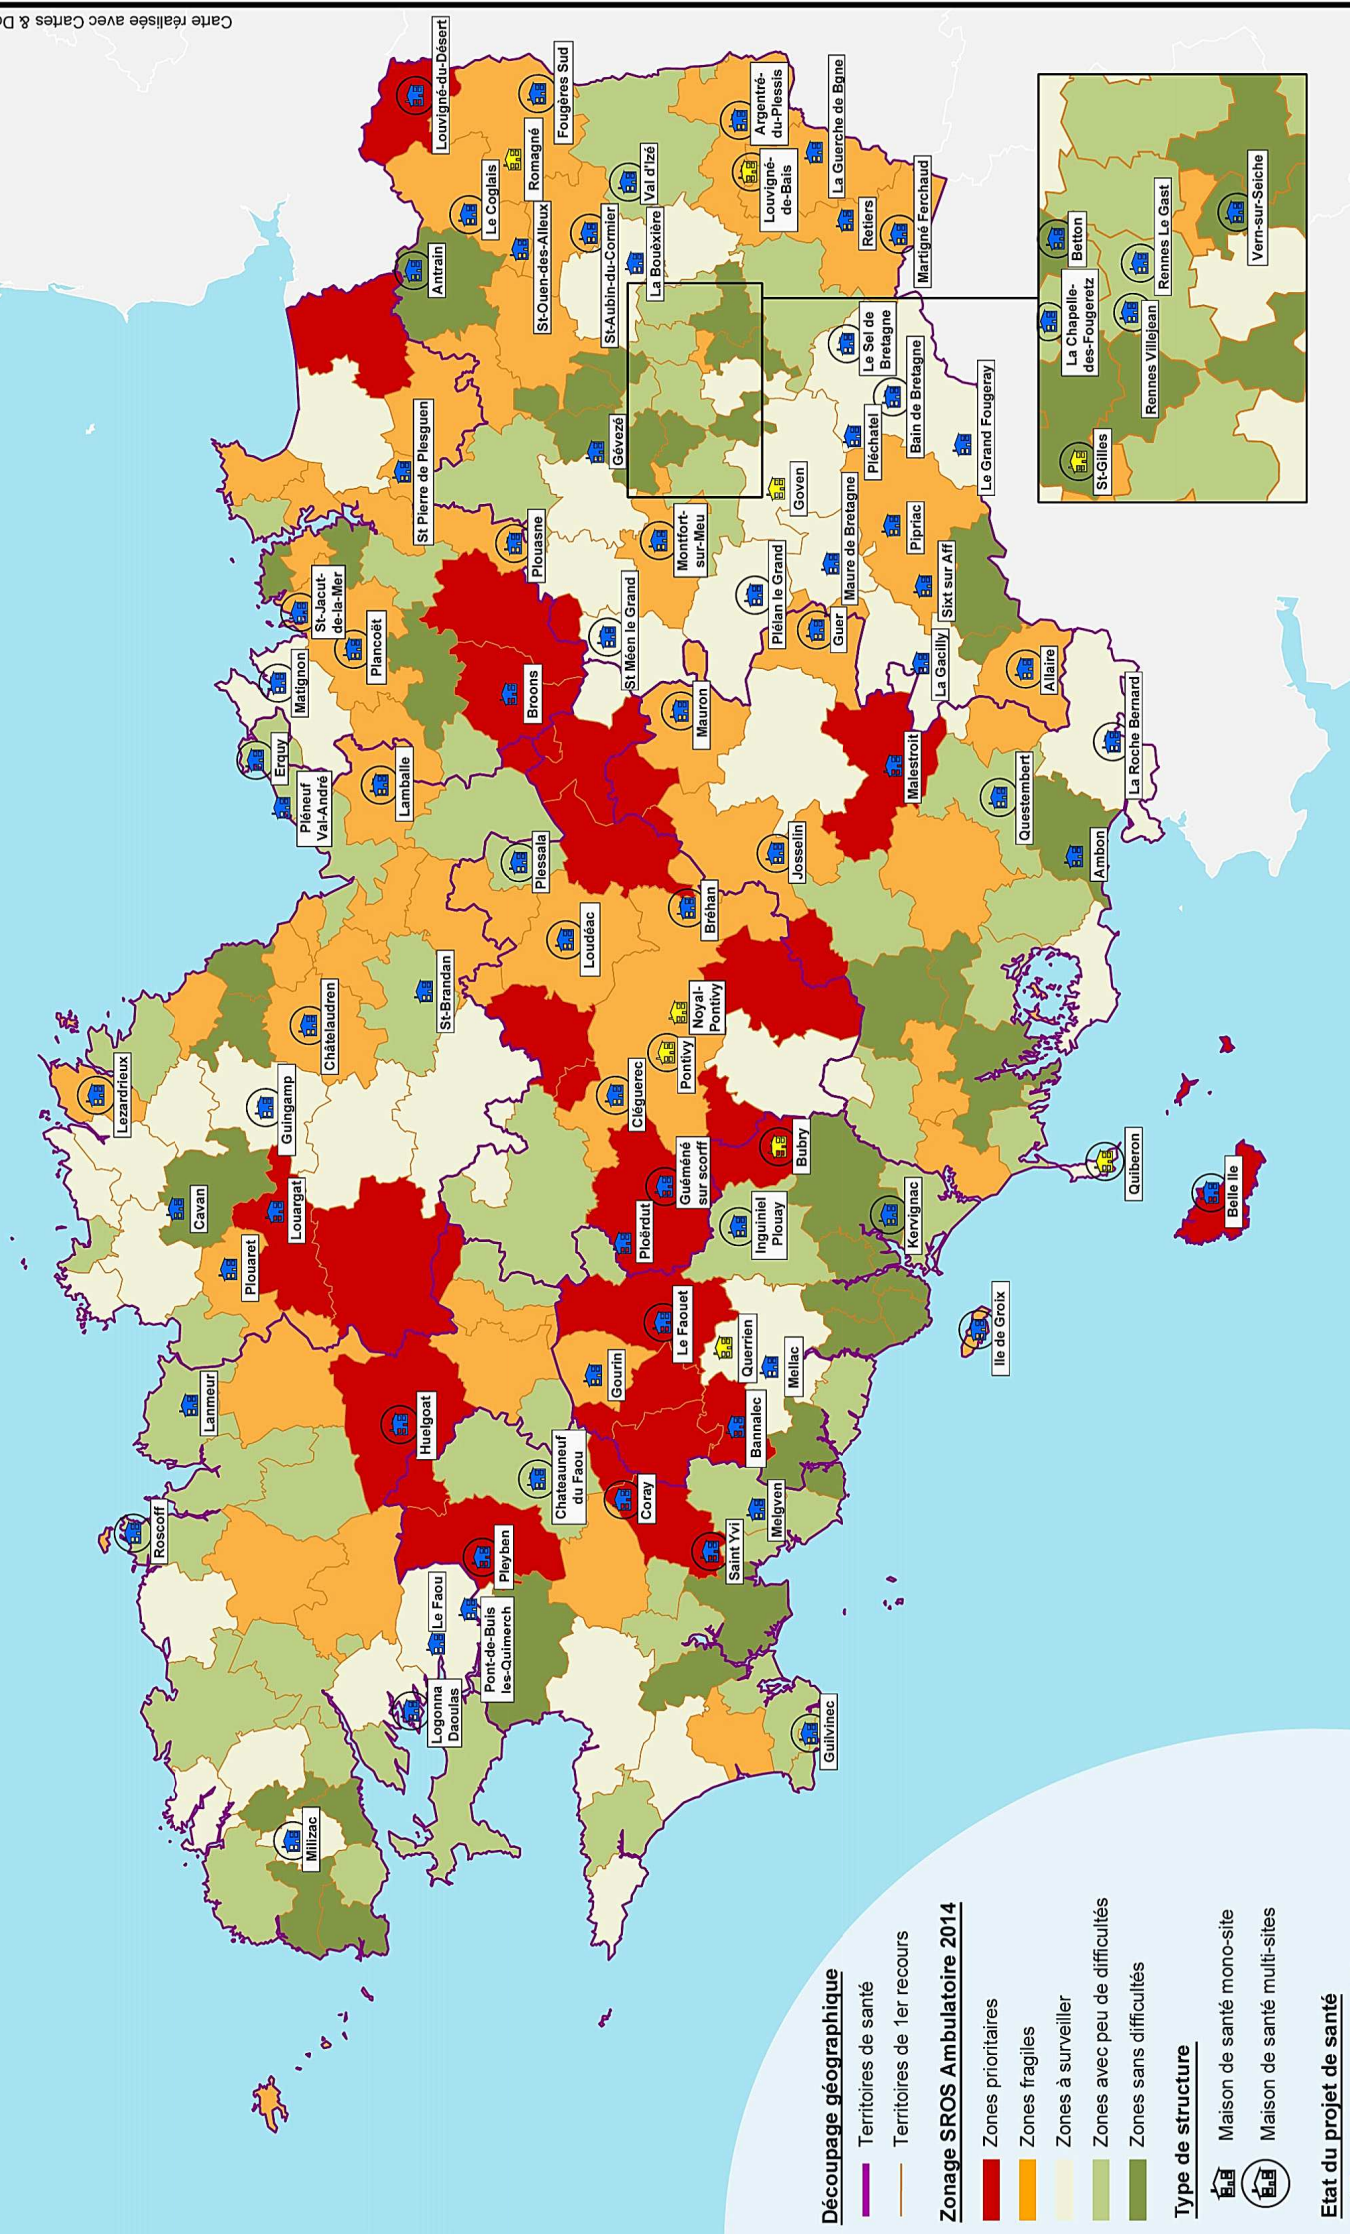 Carte réalisée avec Cartes & Do
Louvigné-du-Désert
Fougères Sud
Le Coglais
Romagné
Antrain
St-Ouen-des-Alleux
St-Aubin-du-Cormier
La Bouëxière
Val d'Izé
Argentré-
du-Plessis
Louvigné-
de-Bais
La Guerche de Bgne
Retiers
Martigné Ferchaud
St Pierre de Plesguen
Gévezé
Le Sel de
Bretagne
Bain de Bretagne
Pléchatel
Le Grand Fougeray
Goven
Maure de Bretagne
Pipriac
Sixt sur Aff
Montfort-
sur-Meu
Plélan le Grand
Plouasne
St Méen le Grand
Guer
La Gacilly
Allaire
La Roche Bernard
St-Jacut-
de-la-Mer
Plancoët
Matignon
Erquy
Pléneuf
Val-André
Lamballe
Broons
Mauron
Malestroit
Questembert
Ambon
Plessala
Josselin
Bréhan
Loudéac
St-Brandan
Châtelaudren
Noyal-
Pontivy
Pontivy
Cléguerec
Lezardrieux
Guingamp
Cavan
Louargat
Plouaret
Guéméné
sur scorff
Ploërdut
Bubry
Inguiniel
Plouay
Kervignac
Quiberon
Belle Ile
Ile de Groix
Lanmeur
Huelgoat
Gourin
Le Faouet
Querrien
Mellac
Bannalec
Chateauneuf
du Faou
Coray
Melgven
Saint Yvi
Roscoff
Pleyben
Le Faou
Pont-de-Buis
les-Quimerch
Logonna
Daoulas
Guilvinec
Milizac
La Chapelle-
des-Fougeretz
Betton
Rennes Villejean
Rennes Le Gast
Vern-sur-Seiche
St-Gilles
Découpage géographique
Territoires de santé
Territoires de 1er recours
Zonage SROS Ambulatoire 2014
Zones prioritaires
Zones fragiles
Zones à surveiller
Zones avec peu de difficultés
Zones sans difficultés
Type de structure
Maison de santé mono-site
Maison de santé multi-sites
Etat du projet de santé